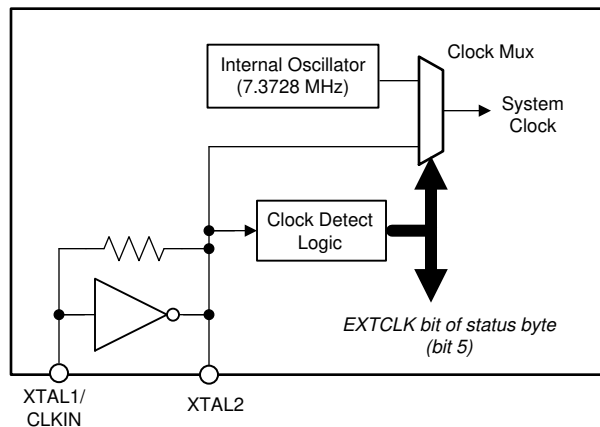 Internal Oscillator
(7.3728 MHz)
Clock Mux
System
Clock
Clock Detect
Logic
EXTCLK bit of status byte
(bit 5)
XTAL1/
CLKIN
XTAL2